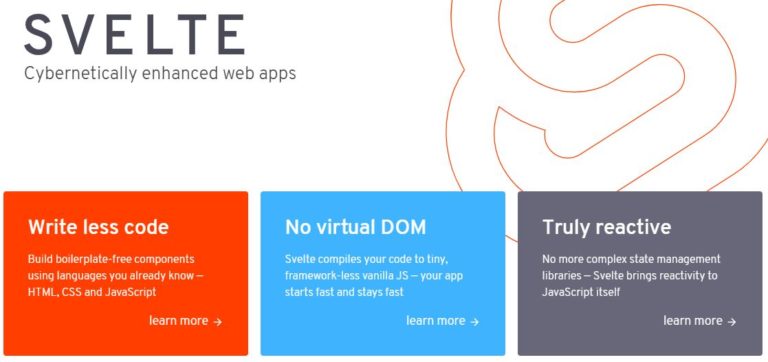 SVELTE
Cybernetically enhanced web apps
Write less code
Build boilerplate-free components
using languages you already know —
HTML, CSS and JavaScript
learn more →
No virtual DOM
Svelte compiles your code to tiny,
framework-less vanilla JS — your app
starts fast and stays fast
learn more →
Truly reactive
No more complex state management
libraries — Svelte brings reactivity to
JavaScript itself
learn more →